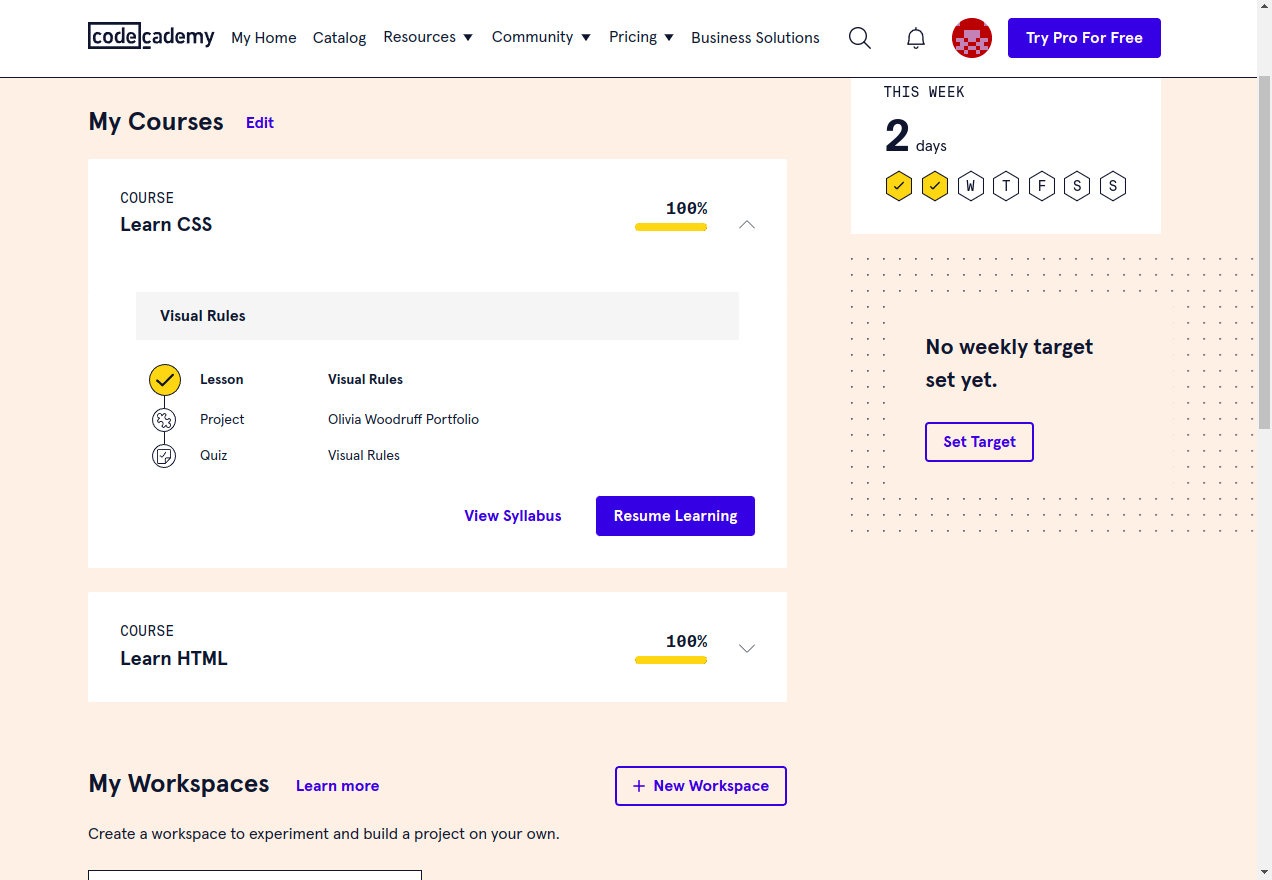 codecademy My Home Catalog Resources Community Pricing Business Solutions Try Pro For Free
My Courses Edit
COURSE
Learn CSS
100%
Visual Rules
Lesson Visual Rules
Project Olivia Woodruff Portfolio
Quiz Visual Rules
View Syllabus Resume Learning
COURSE
Learn HTML
100%
My Workspaces Learn more + New Workspace
Create a workspace to experiment and build a project on your own.
THIS WEEK
2 days
W T F S S
No weekly target
set yet.
Set Target